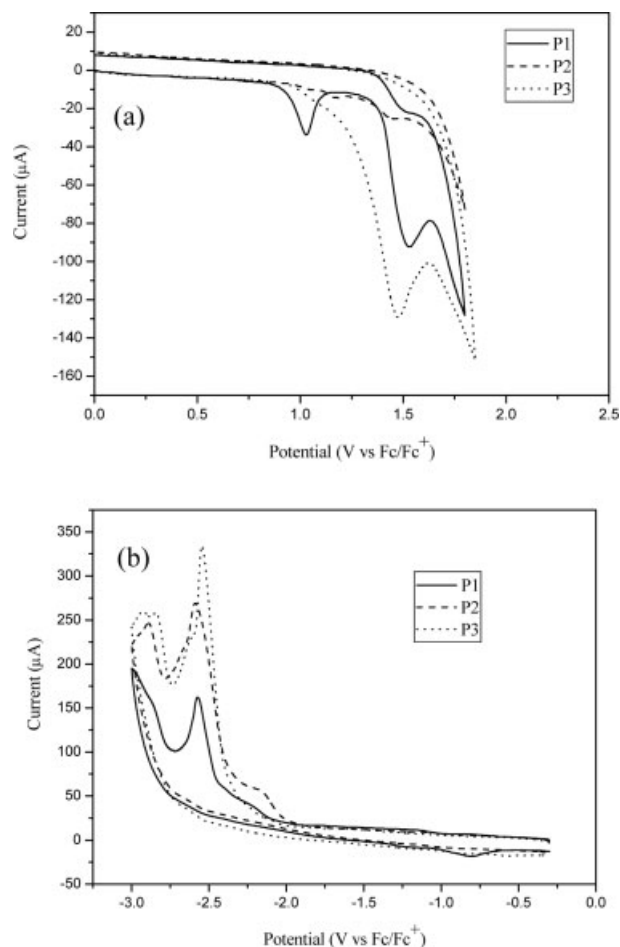 20
0
-20
-40
-60
-80
-100
-120
-140
-160
Current (μA)
(a)
P1
P2
P3
0.0 0.5 1.0 1.5 2.0 2.5
Potential (V vs Fc/Fc⁺)
350
300
250
200
150
100
50
0
-50
Current (μA)
(b)
P1
P2
P3
-3.0 -2.5 -2.0 -1.5 -1.0 -0.5 0.0
Potential (V vs Fc/Fc⁺)